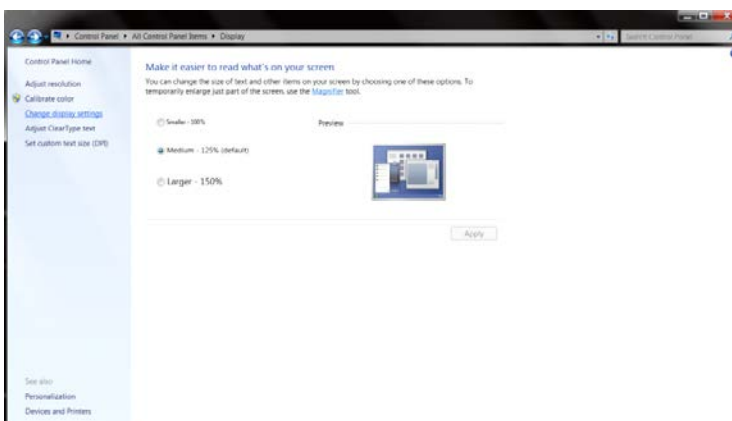 Control Panel ▸ All Control Panel Items ▸ Display
Search Control Panel
Control Panel Home
Adjust resolution
Calibrate color
Change display settings
Adjust ClearType text
Set custom text size (DPI)
See also
Personalization
Devices and Printers
Make it easier to read what's on your screen
You can change the size of text and other items on your screen by choosing one of these options. To
temporarily enlarge just part of the screen, use the Magnifier tool.
Smaller - 100%
Preview
Medium - 125% (default)
Larger - 150%
Apply